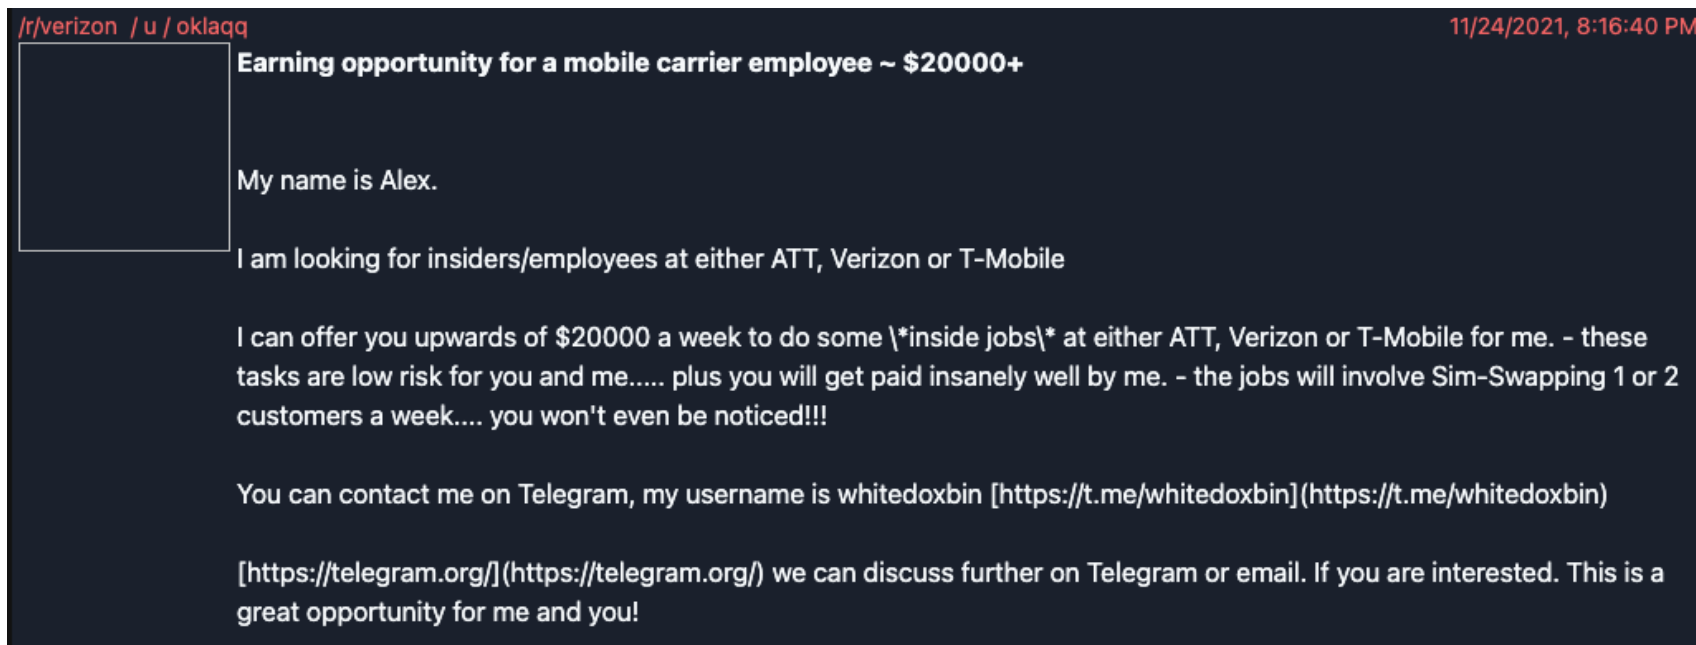 /r/verizon / u / oklaqq
11/24/2021, 8:16:40 PM
Earning opportunity for a mobile carrier employee ~ $20000+
My name is Alex.
I am looking for insiders/employees at either ATT, Verizon or T-Mobile
I can offer you upwards of $20000 a week to do some \*inside jobs\* at either ATT, Verizon or T-Mobile for me. - these
tasks are low risk for you and me..... plus you will get paid insanely well by me. - the jobs will involve Sim-Swapping 1 or 2
customers a week.... you won't even be noticed!!!
You can contact me on Telegram, my username is whitedoxbin [https://t.me/whitedoxbin](https://t.me/whitedoxbin)
[https://telegram.org/](https://telegram.org/) we can discuss further on Telegram or email. If you are interested. This is a
great opportunity for me and you!